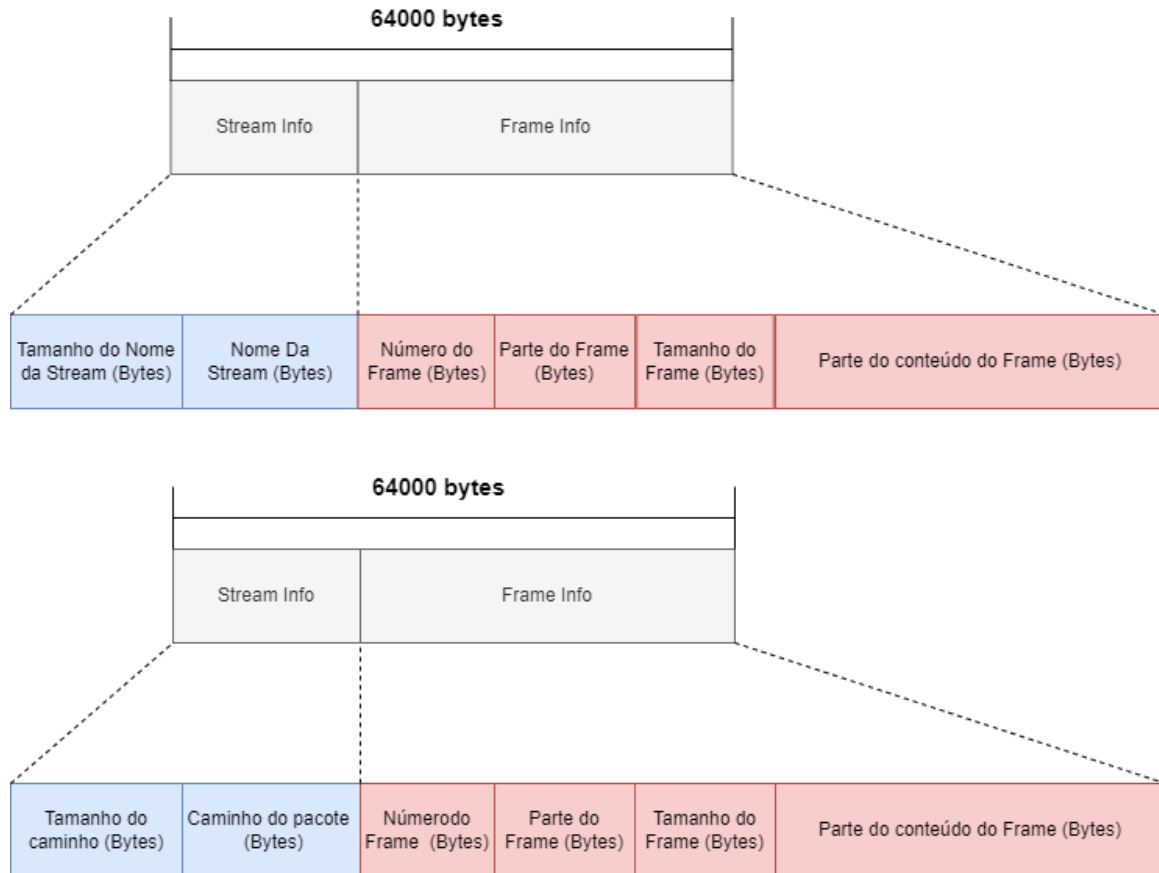 64000 bytes
Stream Info
Frame Info
Tamanho do Nome
da Stream (Bytes)
Nome Da
Stream (Bytes)
Número do
Frame (Bytes)
Parte do Frame
(Bytes)
Tamanho do
Frame (Bytes)
Parte do conteúdo do Frame (Bytes)
64000 bytes
Stream Info
Frame Info
Tamanho do
caminho (Bytes)
Caminho do pacote
(Bytes)
Númerodo
Frame (Bytes)
Parte do
Frame (Bytes)
Tamanho do
Frame (Bytes)
Parte do conteúdo do Frame (Bytes)